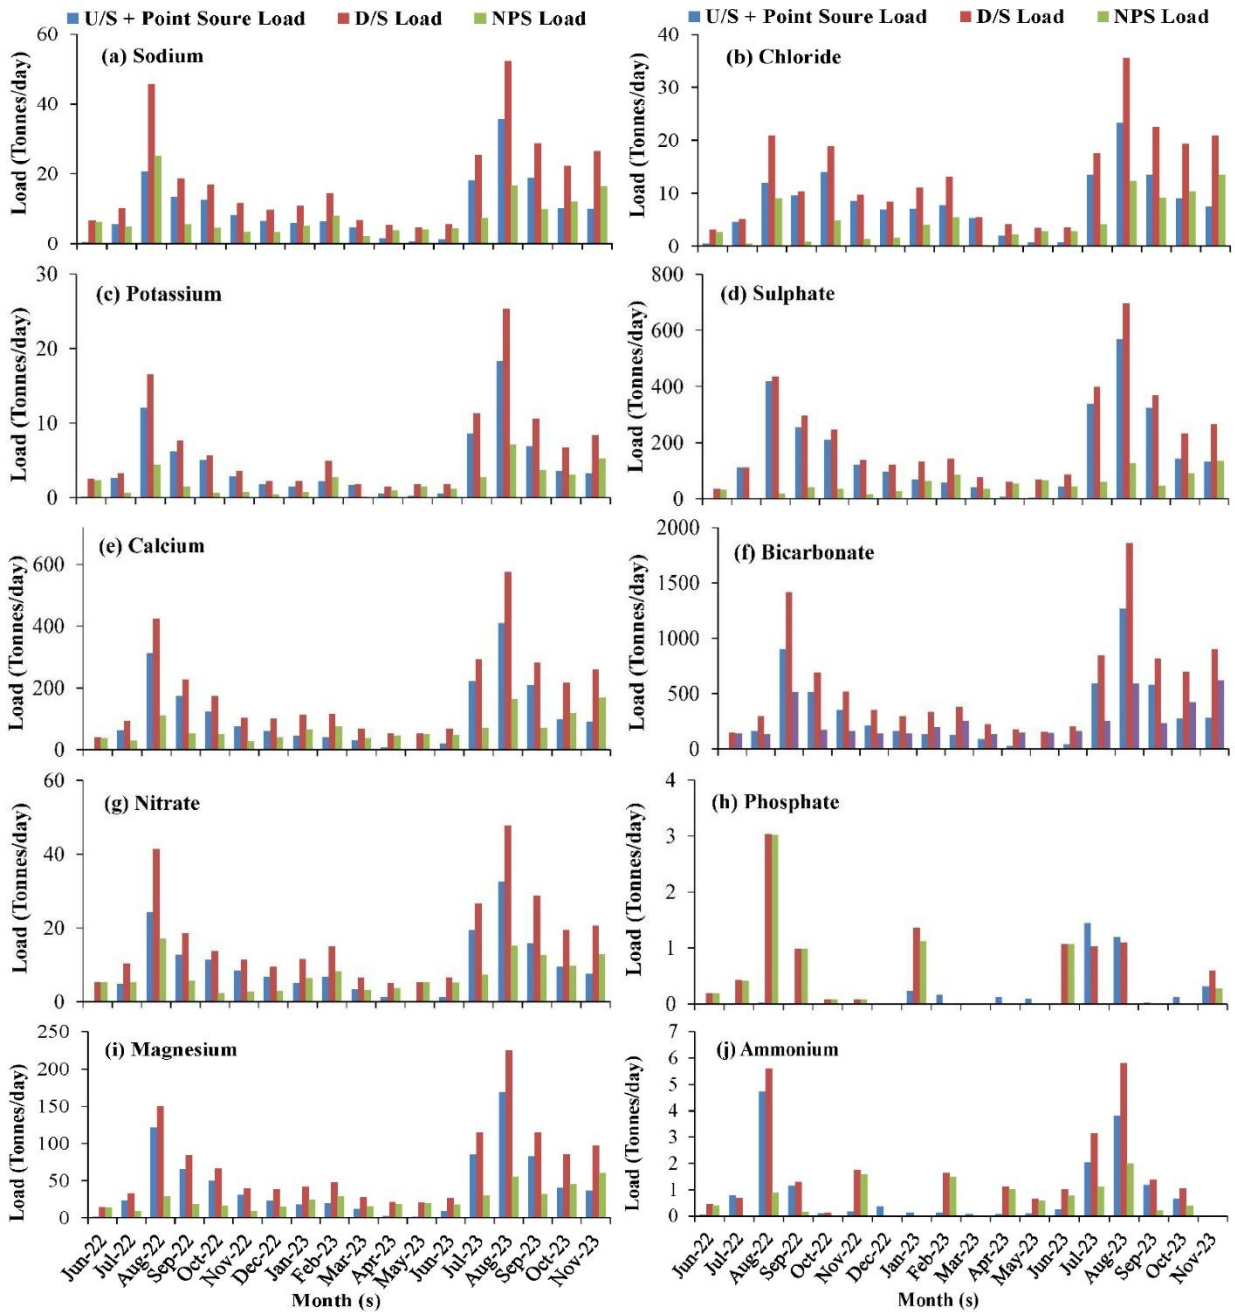 U/S + Point Soure Load D/S Load NPS Load
U/S + Point Soure Load D/S Load NPS Load
(a) Sodium
Load (Tonnes/day)
60
40
20
0
(b) Chloride
Load (Tonnes/day)
40
30
20
10
0
(c) Potassium
Load (Tonnes/day)
30
20
10
0
(d) Sulphate
Load (Tonnes/day)
800
600
400
200
0
(e) Calcium
Load (Tonnes/day)
600
400
200
0
(f) Bicarbonate
Load (Tonnes/day)
2000
1500
1000
500
0
(g) Nitrate
Load (Tonnes/day)
60
40
20
0
(h) Phosphate
Load (Tonnes/day)
4
3
2
1
0
(i) Magnesium
Load (Tonnes/day)
250
200
150
100
50
0
Jun-22 Jul-22 Aug-22 Sep-22 Oct-22 Nov-22 Dec-22 Jan-23 Feb-23 Mar-23 Apr-23 May-23 Jun-23 Jul-23 Aug-23 Sep-23 Oct-23 Nov-23
Month (s)
(j) Ammonium
Load (Tonnes/day)
7
6
5
4
3
2
1
0
Jun-22 Jul-22 Aug-22 Sep-22 Oct-22 Nov-22 Dec-22 Jan-23 Feb-23 Mar-23 Apr-23 May-23 Jun-23 Jul-23 Aug-23 Sep-23 Oct-23 Nov-23
Month (s)